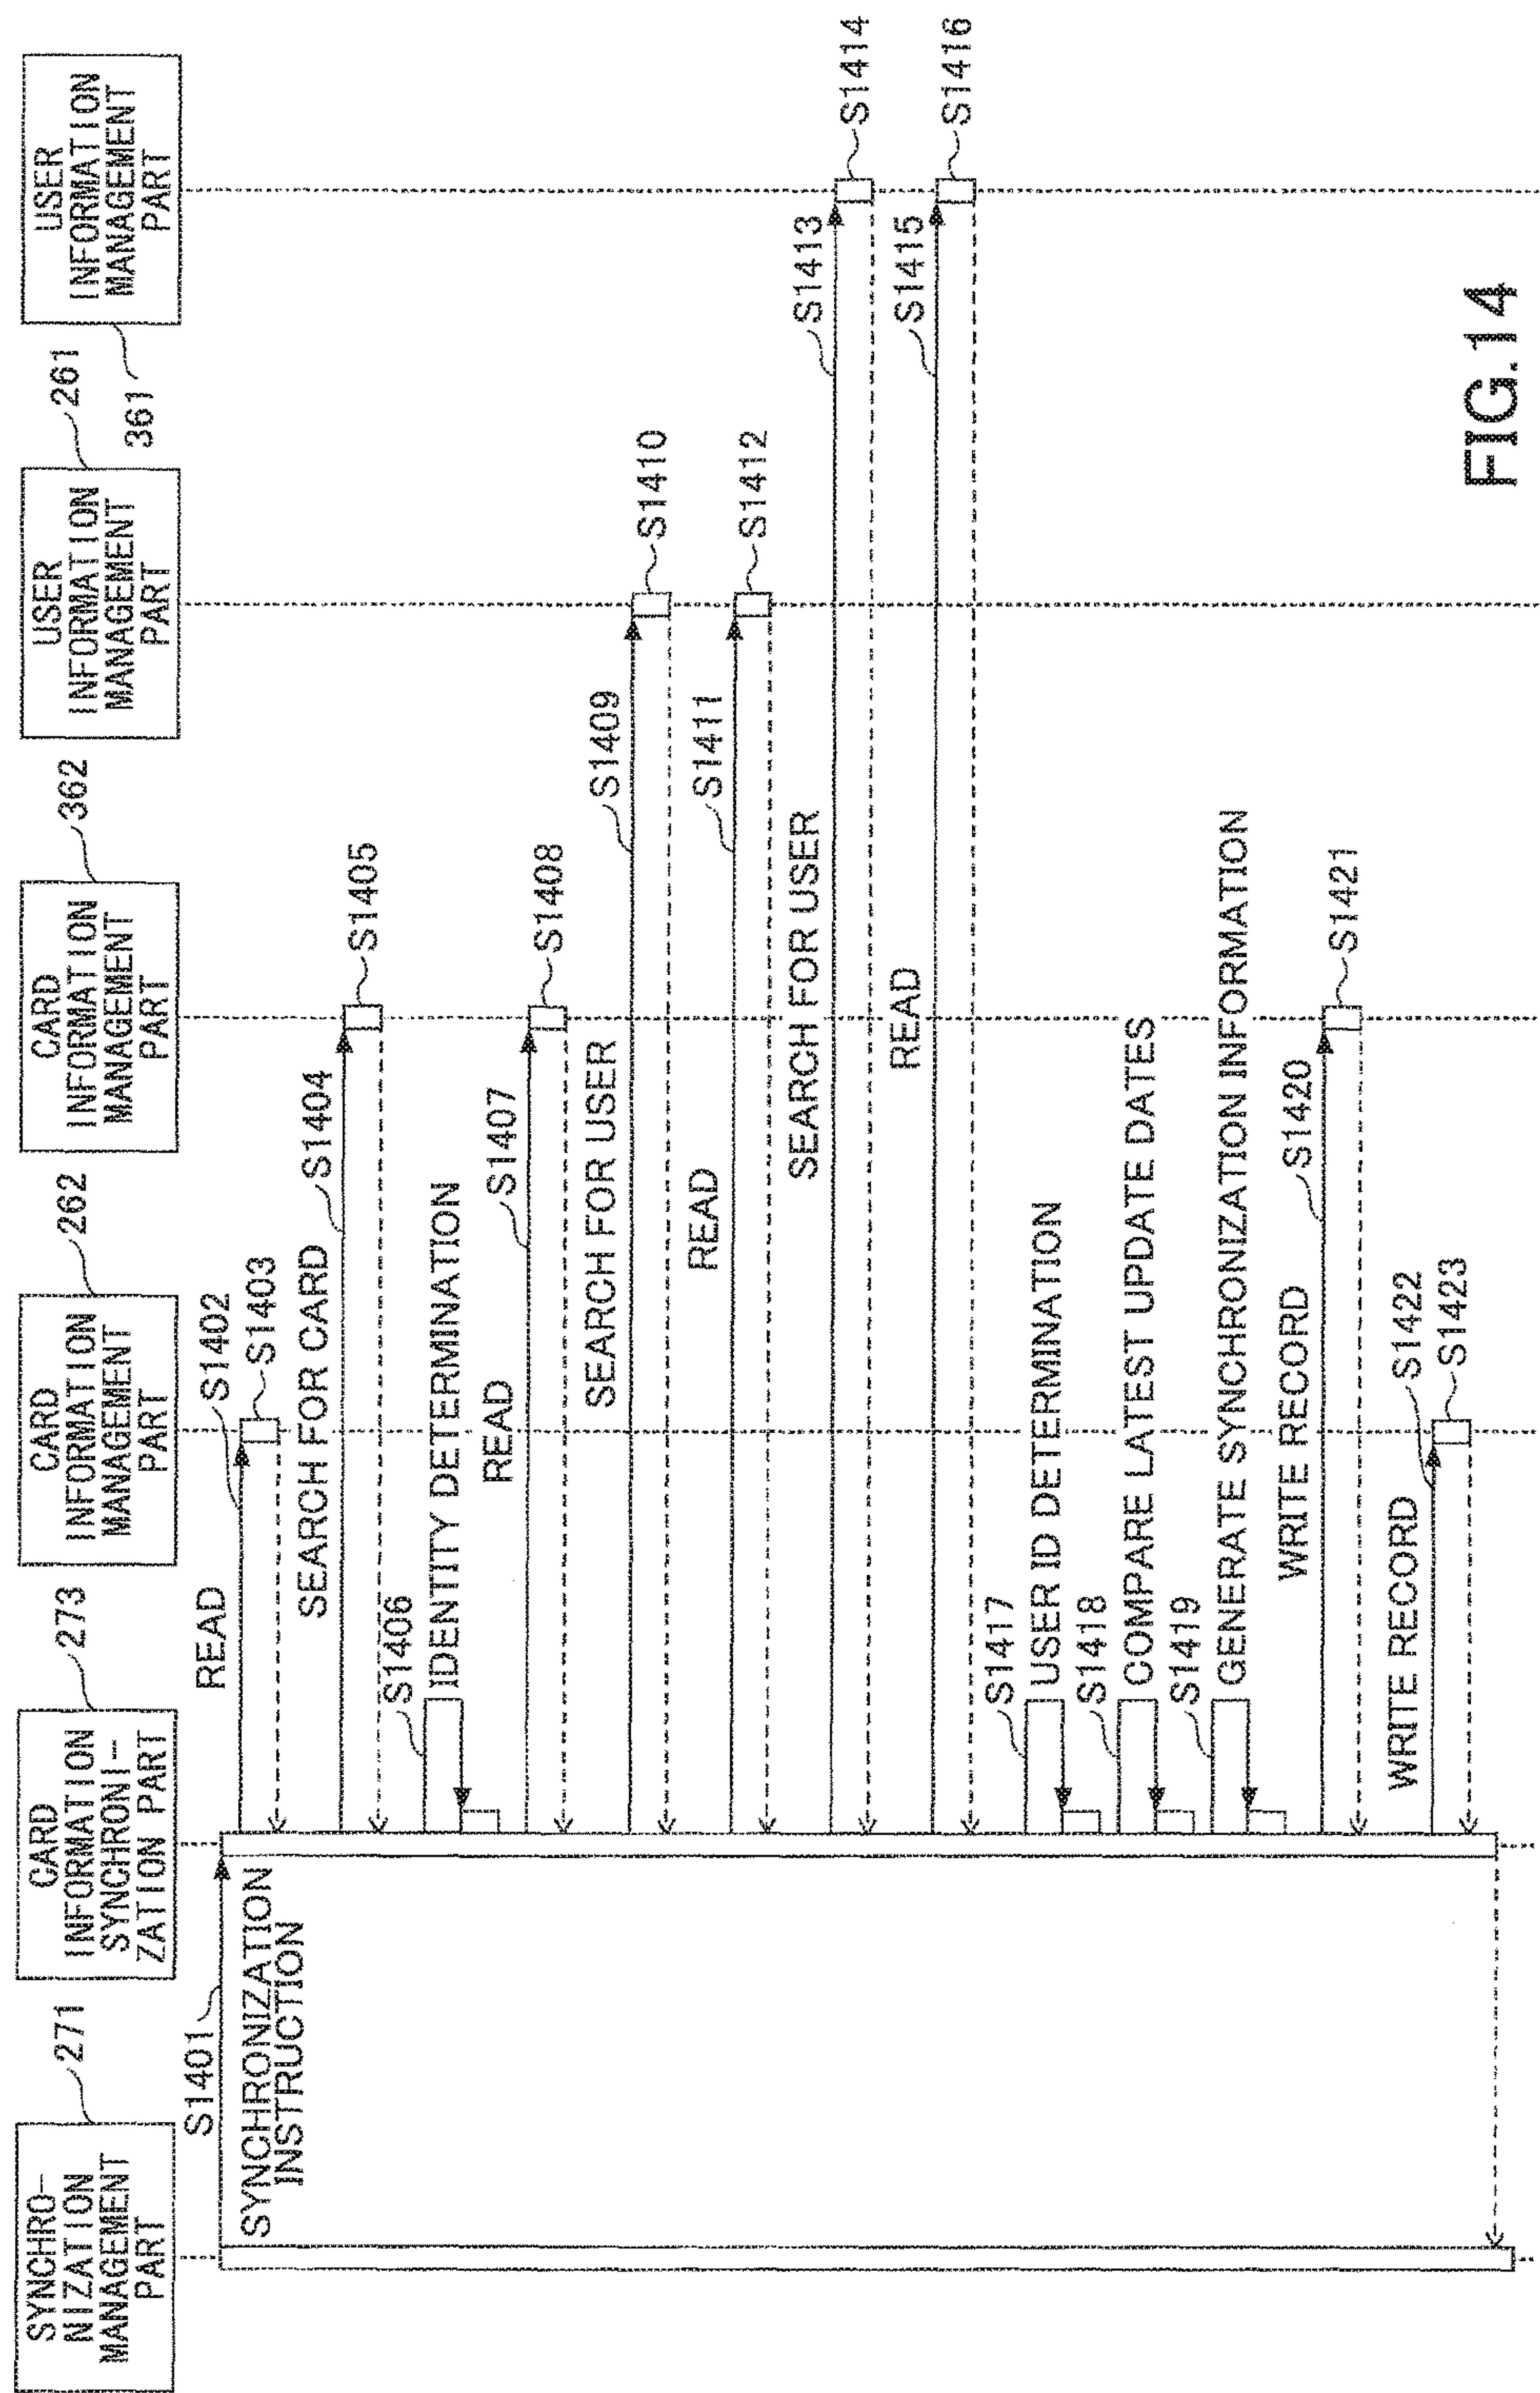 SYNCHRO-
NIZATION
MANAGEMENT
PART
271
CARD
INFORMATION
SYNCHRONI-
ZATION PART
273
CARD
INFORMATION
MANAGEMENT
PART
262
CARD
INFORMATION
MANAGEMENT
PART
362
USER
INFORMATION
MANAGEMENT
PART
261
USER
INFORMATION
MANAGEMENT
PART
361
S1401
SYNCHRONIZATION
INSTRUCTION
READ
S1402
S1403
SEARCH FOR CARD
S1404
S1405
S1406
IDENTITY DETERMINATION
READ
S1407
S1408
SEARCH FOR USER
S1409
S1410
READ
S1411
S1412
SEARCH FOR USER
S1413
S1414
READ
S1415
S1416
S1417
USER ID DETERMINATION
S1418
COMPARE LATEST UPDATE DATES
S1419
GENERATE SYNCHRONIZATION INFORMATION
WRITE RECORD
S1420
S1421
WRITE RECORD
S1422
S1423
FIG.14